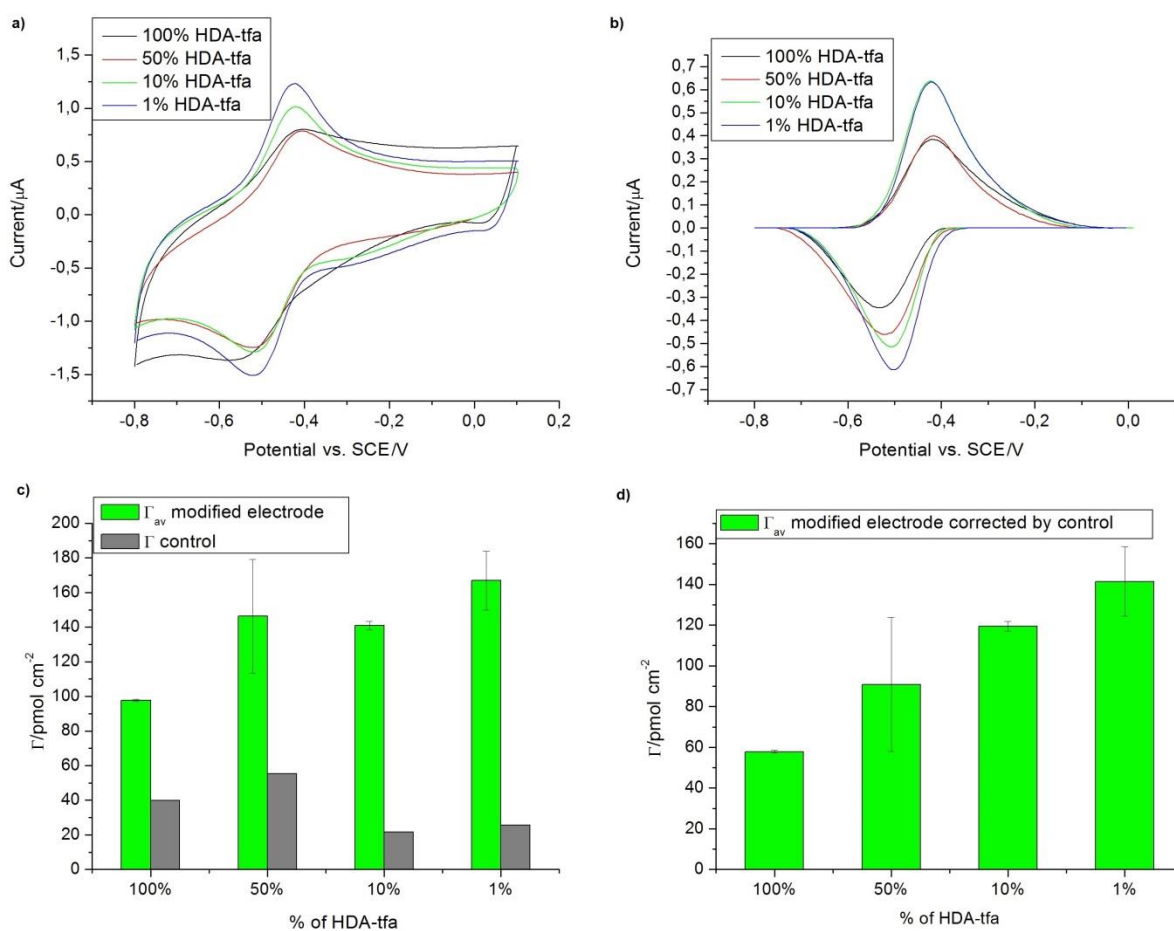 a)
100% HDA-tfa
50% HDA-tfa
10% HDA-tfa
1% HDA-tfa
1,5
1,0
0,5
0,0
-0,5
-1,0
-1,5
Current/μA
-0,8 -0,6 -0,4 -0,2 0,0 0,2
Potential vs. SCE/V
b)
100% HDA-tfa
50% HDA-tfa
10% HDA-tfa
1% HDA-tfa
0,7
0,6
0,5
0,4
0,3
0,2
0,1
0,0
-0,1
-0,2
-0,3
-0,4
-0,5
-0,6
-0,7
Current/μA
-0,8 -0,6 -0,4 -0,2 0,0
Potential vs. SCE/V
c)
Γav modified electrode
Γ control
200
180
160
140
120
100
80
60
40
20
0
Γ/pmol cm-2
100% 50% 10% 1%
% of HDA-tfa
d)
Γav modified electrode corrected by control
160
140
120
100
80
60
40
20
0
Γ/pmol cm-2
100% 50% 10% 1%
% of HDA-tfa